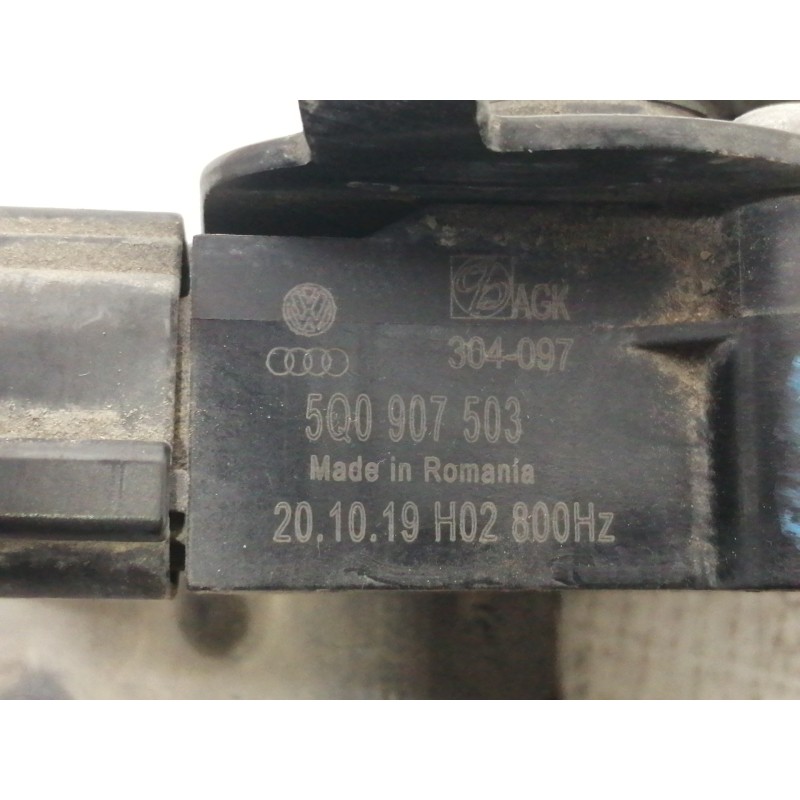 AGK
304-097
5Q0 907 503
Made in Romania
20.10.19 H02 800Hz